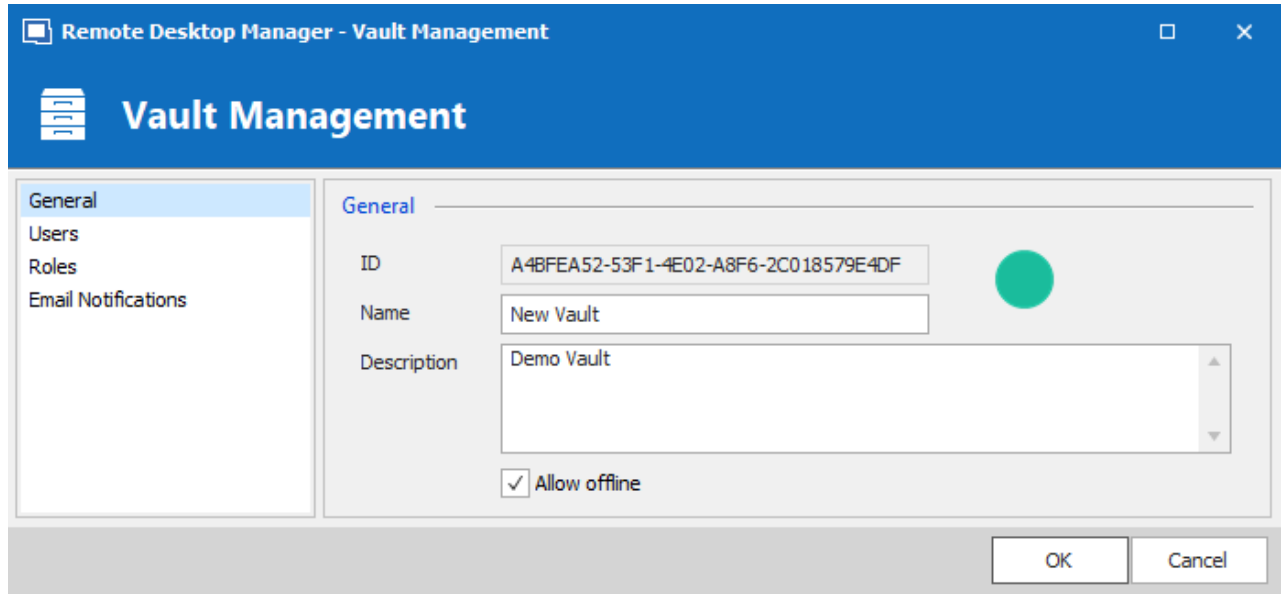 Remote Desktop Manager - Vault Management
Vault Management
General
Users
Roles
Email Notifications
General
ID A4BFEA52-53F1-4E02-A8F6-2C018579E4DF
Name New Vault
Description Demo Vault
Allow offline
OK Cancel